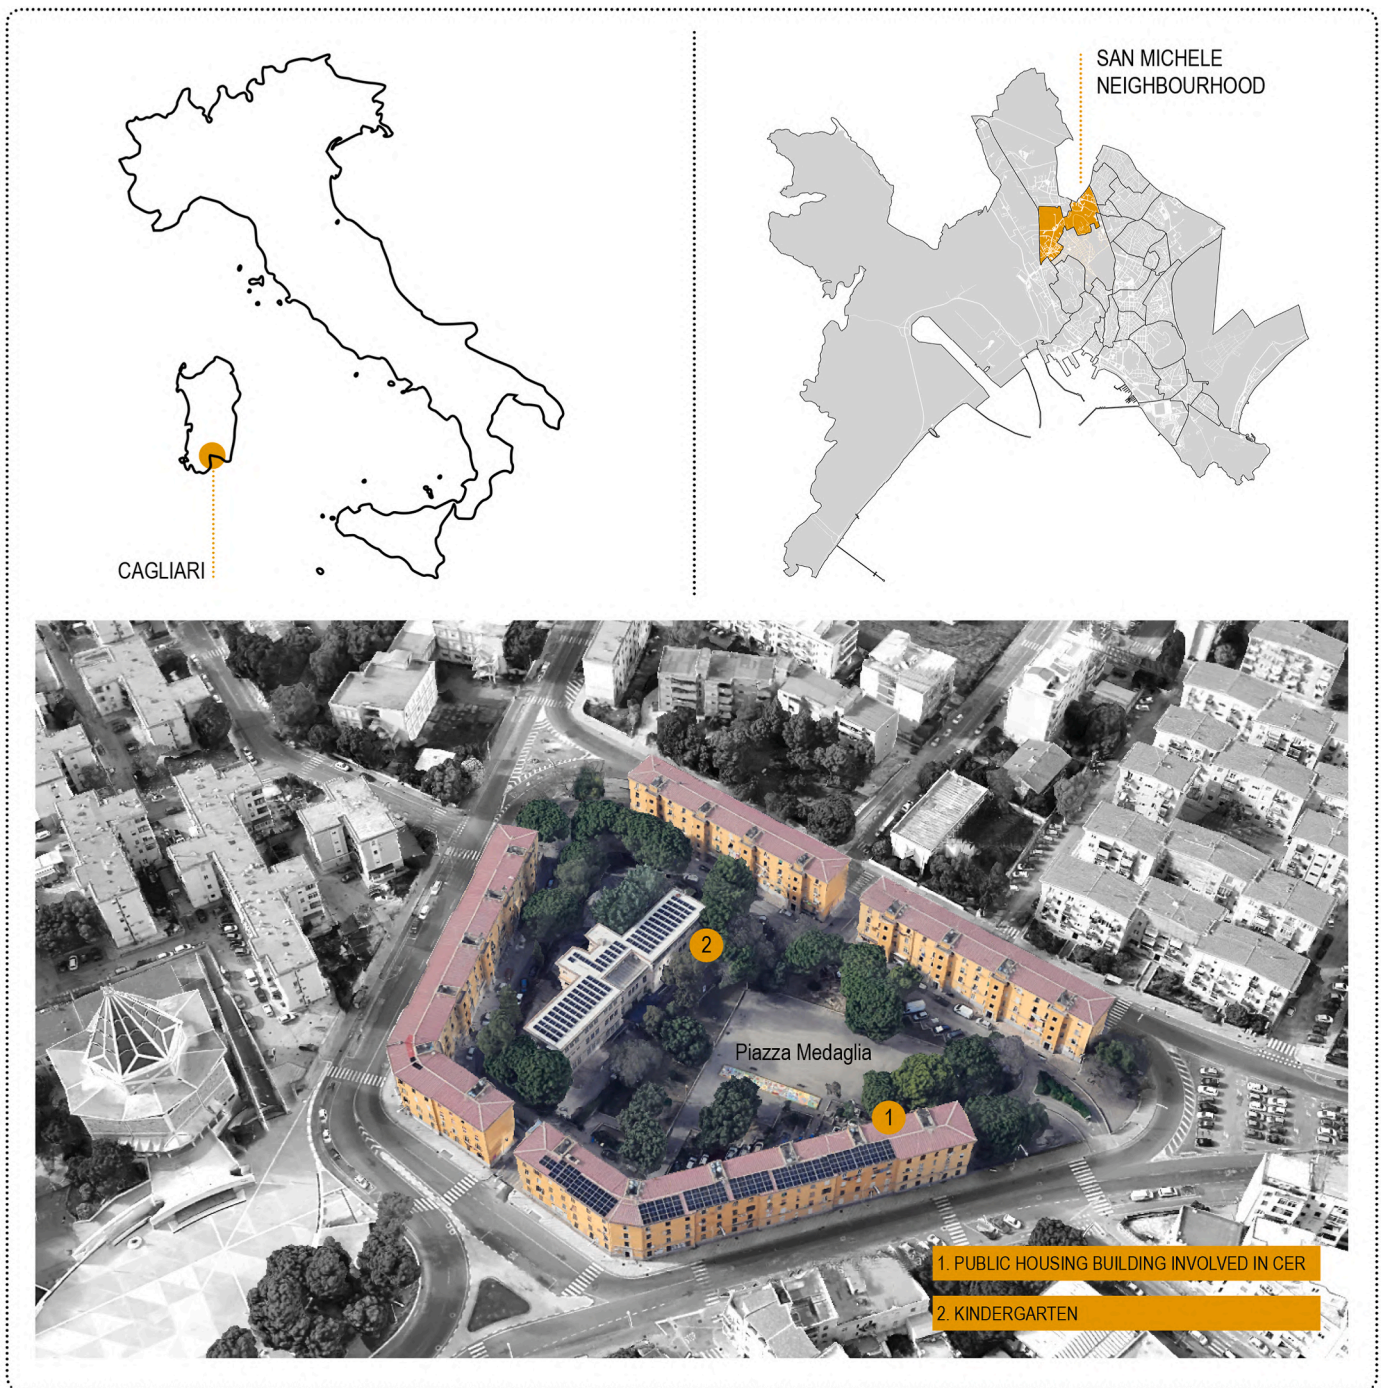 SAN MICHELE
NEIGHBOURHOOD
CAGLIARI
2
Piazza Medaglia
1
1. PUBLIC HOUSING BUILDING INVOLVED IN CER
2. KINDERGARTEN